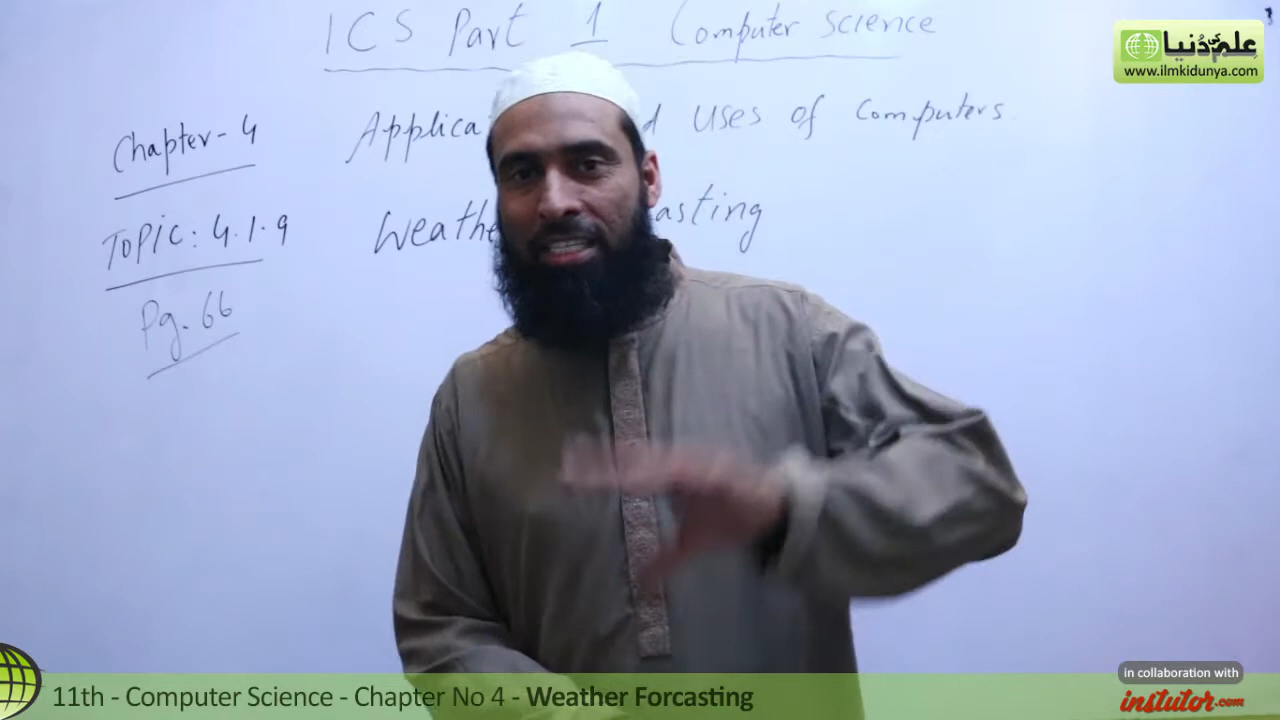 ICS Part 1 Computer Science
علم کی دُنیا
www.ilmkidunya.com
Chapter-4 Applica d uses of Computers
Topic: 4.1.9 Weathe asting
Pg. 66
in collaboration with
instutor.com
11th - Computer Science - Chapter No 4 - Weather Forcasting